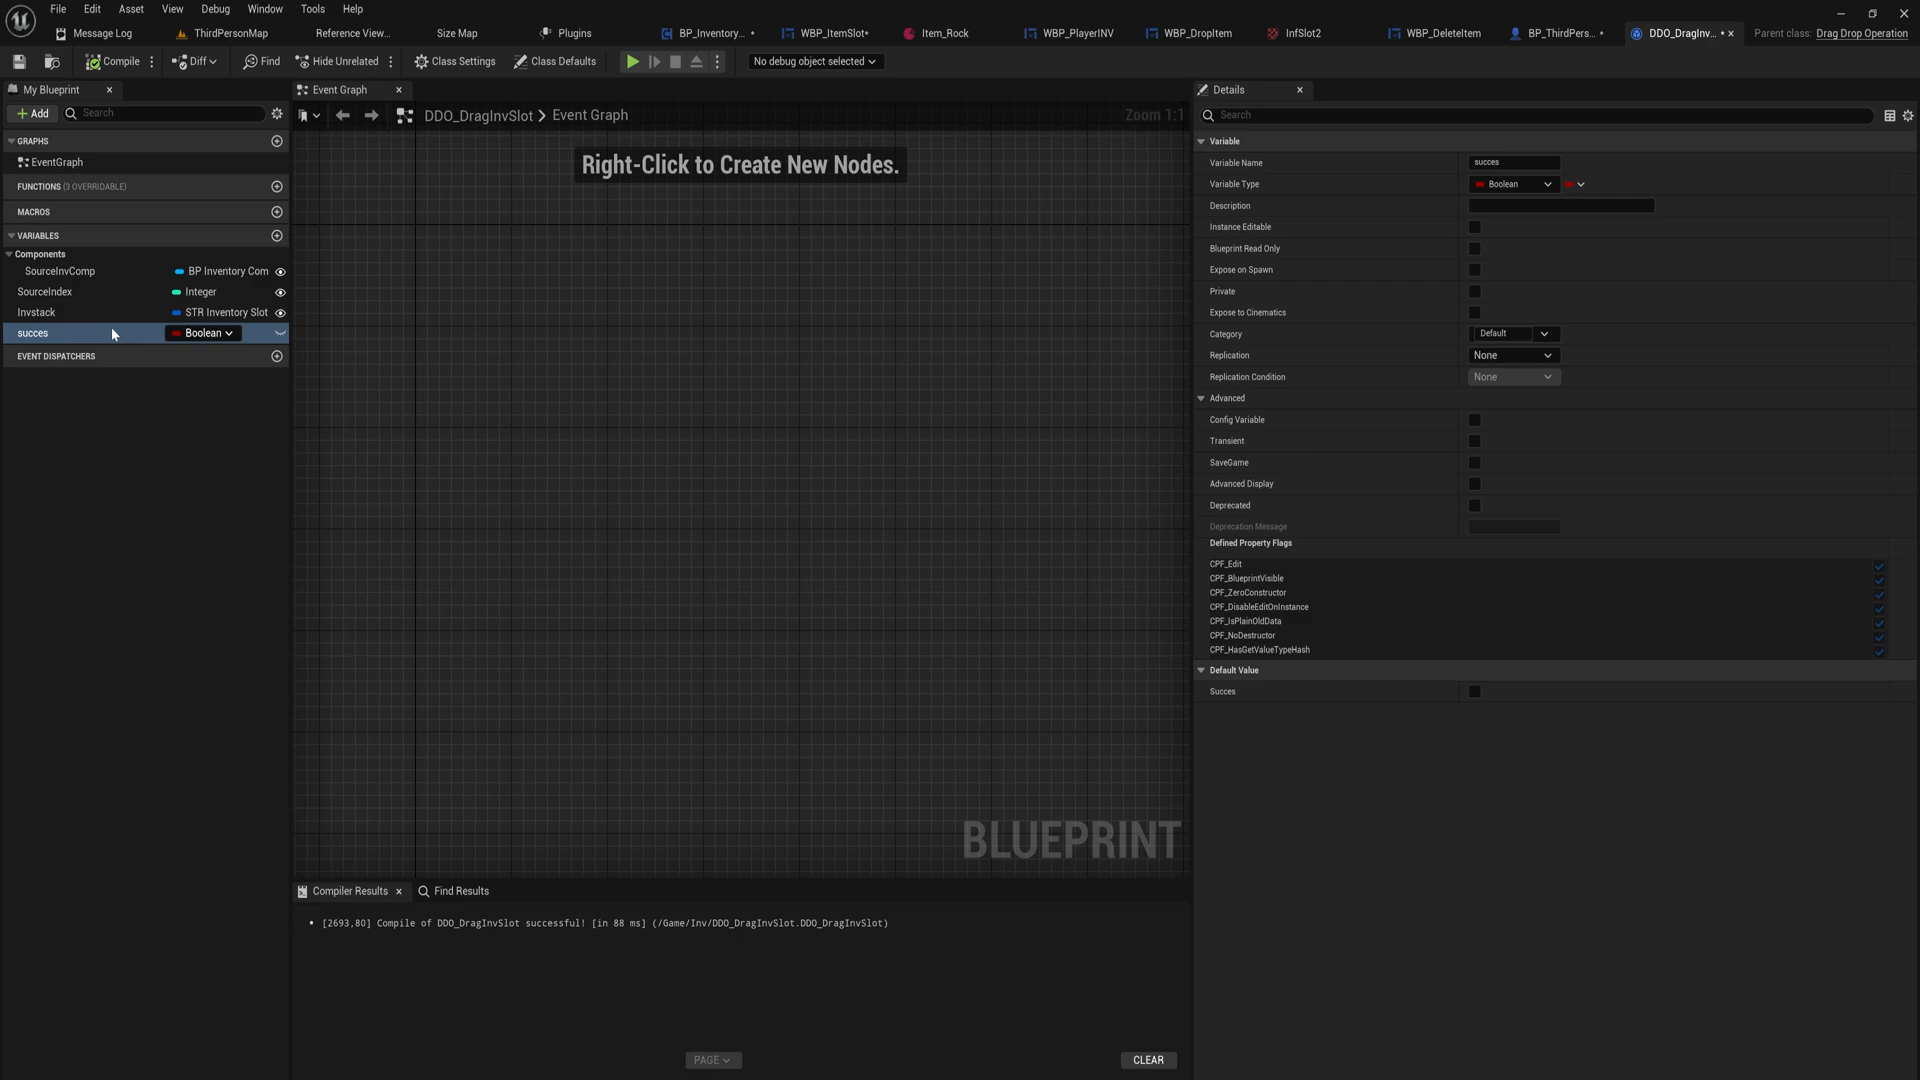 File Edit Asset View Debug Window Tools Help
Message Log ThirdPersonMap Reference View... Size Map Plugins BP_Inventory... * WBP_ItemSlot* Item_Rock WBP_PlayerINV WBP_DropItem InfSlot2 WBP_DeleteItem BP_ThirdPers... * DDO_DragInv... * Parent class: Drag Drop Operation
Compile Diff Find Hide Unrelated Class Settings Class Defaults No debug object selected
My Blueprint Event Graph Details
+ Add Search DDO_DragInvSlot > Event Graph Zoom 1:1 Search
GRAPHS
EventGraph
FUNCTIONS (3 OVERRIDABLE)
MACROS
VARIABLES
Components
SourceInvComp BP Inventory Com
SourceIndex Integer
Invstack STR Inventory Slot
succes Boolean
EVENT DISPATCHERS
Right-Click to Create New Nodes.
BLUEPRINT
Compiler Results Find Results
• [2693,80] Compile of DDO_DragInvSlot successful! [in 88 ms] (/Game/Inv/DDO_DragInvSlot.DDO_DragInvSlot)
PAGE CLEAR
Variable
Variable Name succes
Variable Type Boolean
Description
Instance Editable
Blueprint Read Only
Expose on Spawn
Private
Expose to Cinematics
Category Default
Replication None
Replication Condition None
Advanced
Config Variable
Transient
SaveGame
Advanced Display
Deprecated
Deprecation Message
Defined Property Flags
CPF_Edit
CPF_BlueprintVisible
CPF_ZeroConstructor
CPF_DisableEditOnInstance
CPF_IsPlainOldData
CPF_NoDestructor
CPF_HasGetValueTypeHash
Default Value
Succes